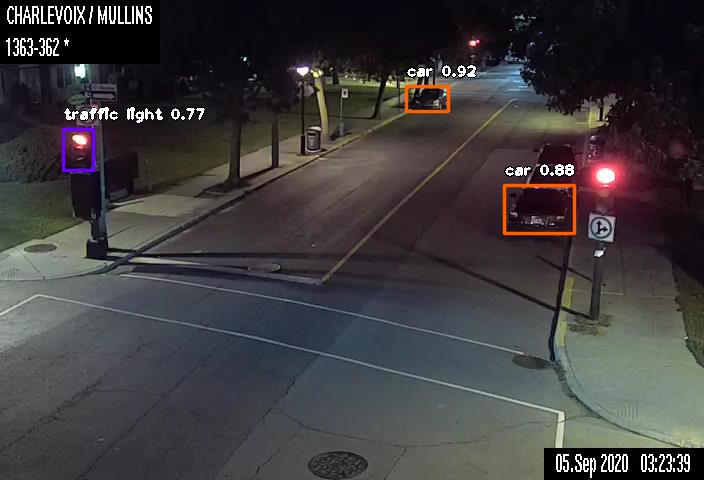 CHARLEVOIX / MULLINS
1363-362 *
car 0.92
traffic light 0.77
car 0.88
05.Sep 2020 03:23:39